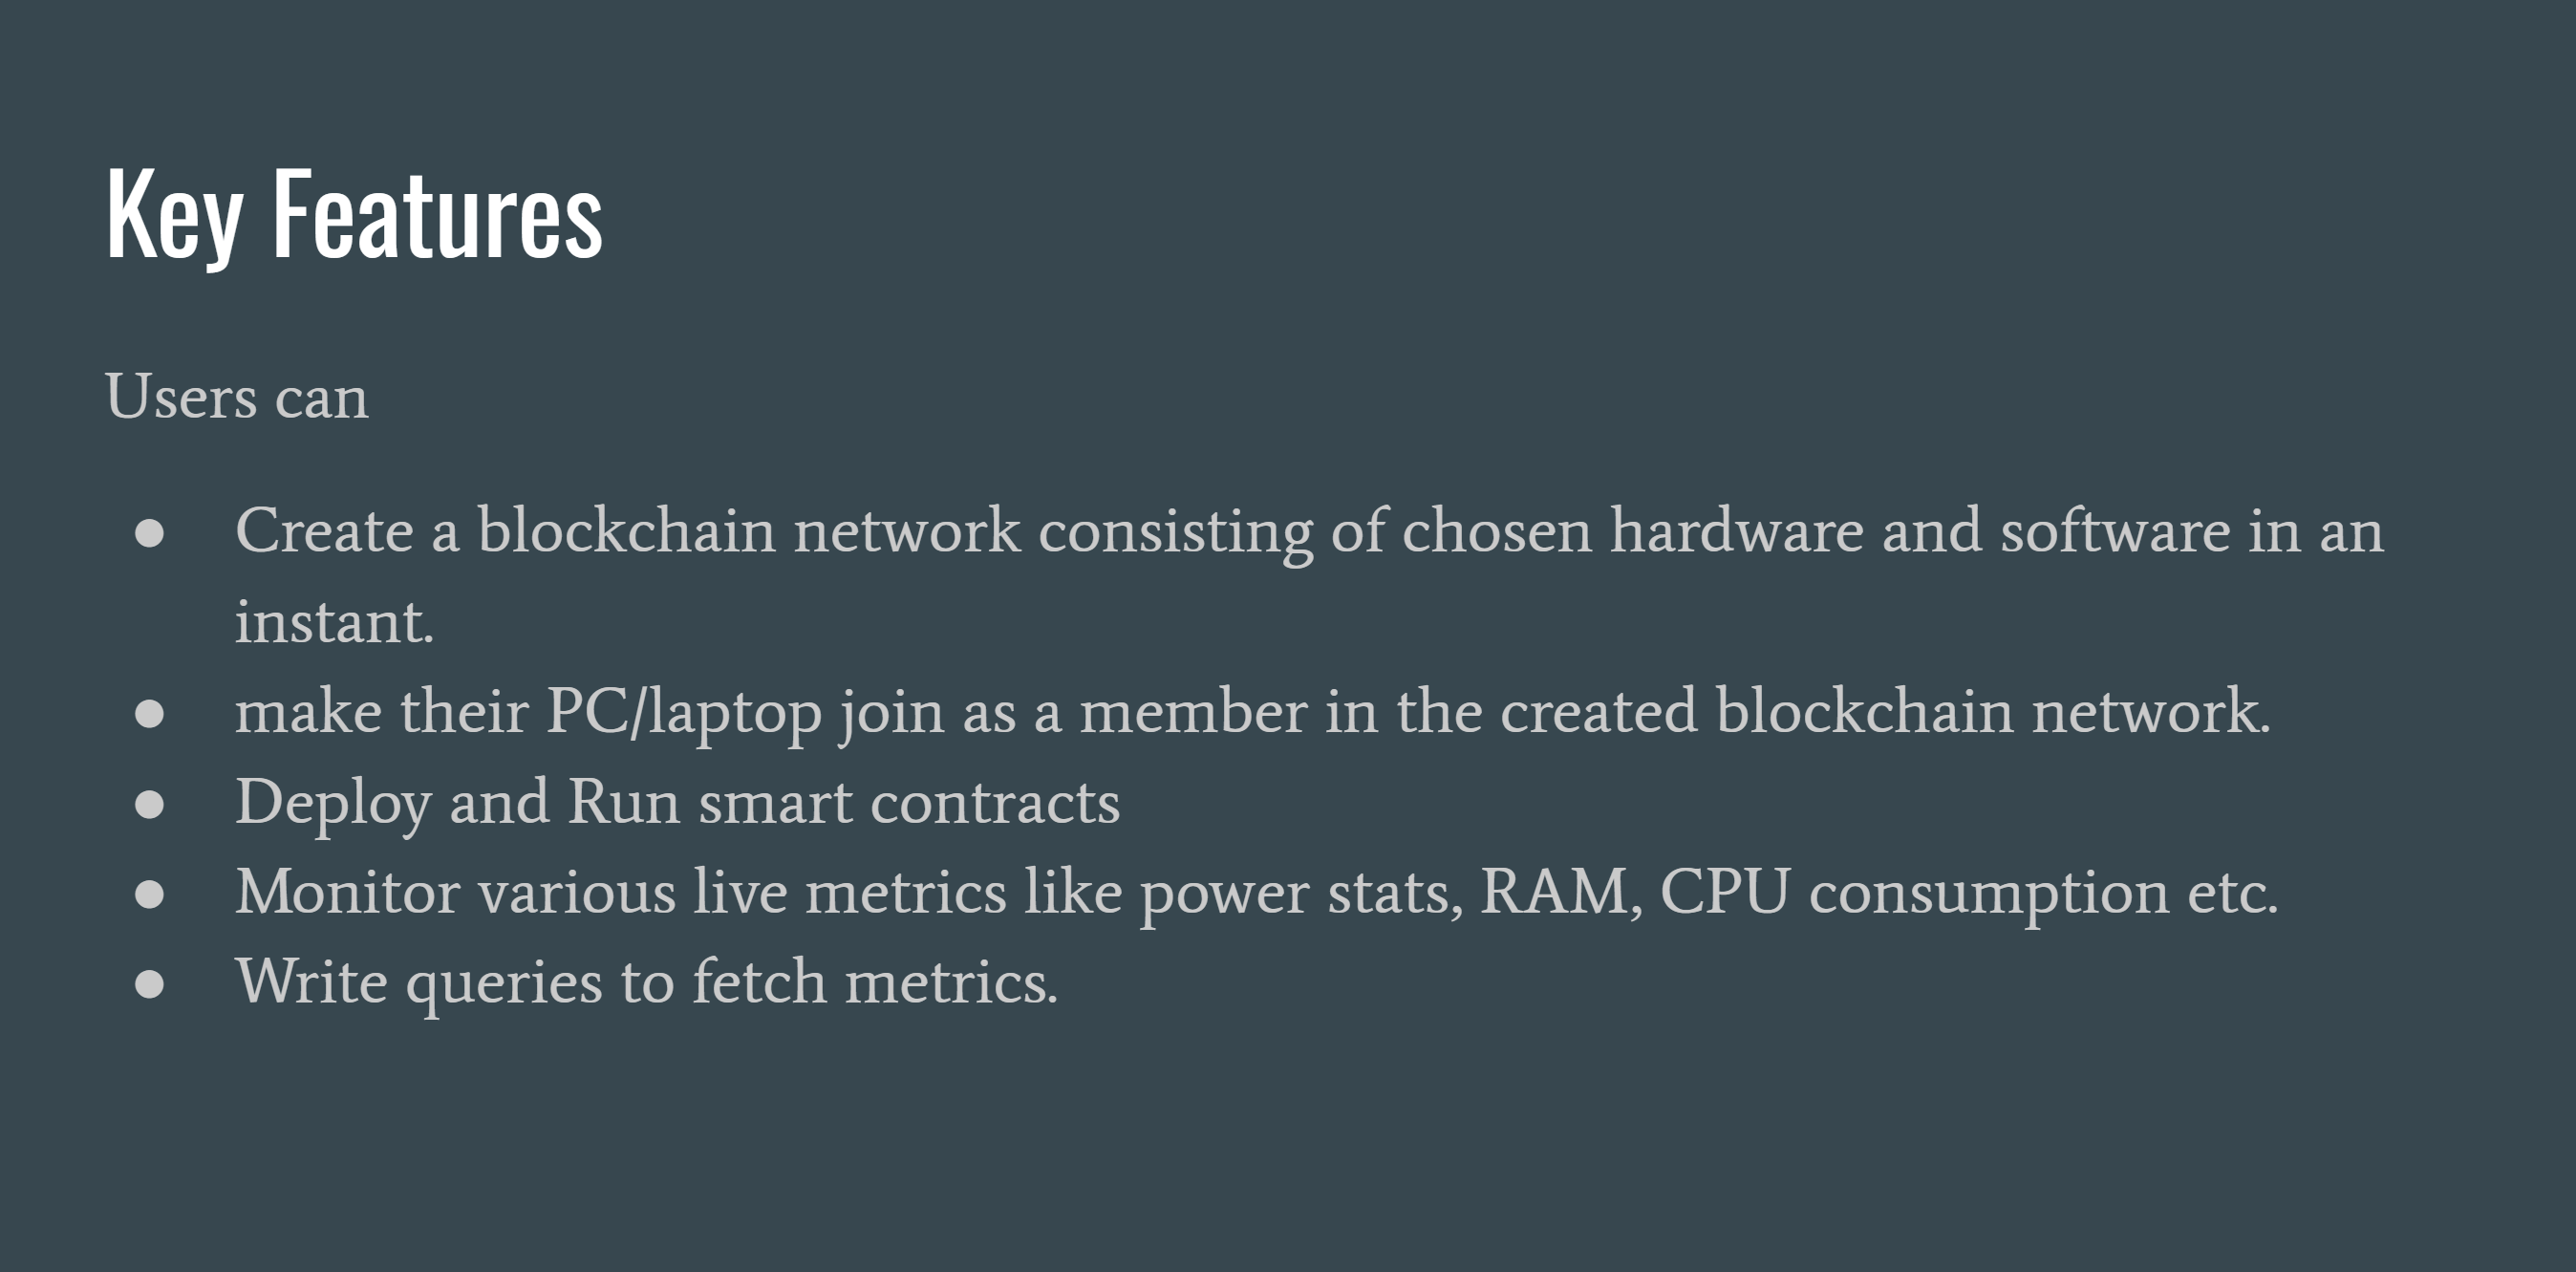 Key Features
Users can
● Create a blockchain network consisting of chosen hardware and software in an
instant.
● make their PC/laptop join as a member in the created blockchain network.
● Deploy and Run smart contracts
● Monitor various live metrics like power stats, RAM, CPU consumption etc.
● Write queries to fetch metrics.